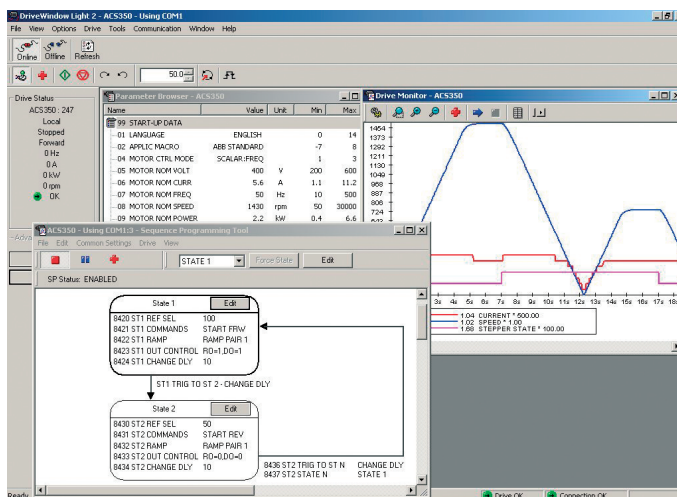 DriveWindow Light 2 - ACS350 - Using COM1
File View Options Drive Tools Communication Window Help
Online Offline Refresh
50.0
Drive Status
ACS350 : 247
Local
Stopped
Forward
0 Hz
0 A
0 kW
0 rpm
OK
Parameter Browser - ACS350
Name Value Unit Min Max
99 START-UP DATA
01 LANGUAGE ENGLISH 0 14
02 APPLIC MACRO ABB STANDARD -7 8
04 MOTOR CTRL MODE SCALAR:FREQ 1 3
05 MOTOR NOM VOLT 400 V 200 600
06 MOTOR NOM CURR 5.6 A 1.1 11.2
07 MOTOR NOM FREQ 50 Hz 10 500
08 MOTOR NOM SPEED 1430 rpm 50 30000
09 MOTOR NOM POWER 2.2 kW 0.4 6.6
Drive Monitor - ACS350
1454
1373
1292
1211
1130
1049
968
887
806
724
3s 4s 5s 6s 7s 8s 9s 10s 11s 12s 13s 14s 15s 16s 17s 18s
1.04 CURRENT * 500.00
1.02 SPEED * 1.00
1.68 STEPPER STATE * 100.00
ACS350 - Using COM1:3 - Sequence Programming Tool
File Edit Common Settings Drive View
STATE 1 Force State Edit
SP Status: ENABLED
State 1 Edit
8420 ST1 REF SEL 100
8421 ST1 COMMANDS START FRW
8422 ST1 RAMP RAMP PAIR 1
8423 ST1 OUT CONTROL RO=1,DO=1
8424 ST1 CHANGE DLY 10
ST1 TRIG TO ST 2 - CHANGE DLY
State 2 Edit
8430 ST2 REF SEL 50
8431 ST2 COMMANDS START REV
8432 ST2 RAMP RAMP PAIR 1
8433 ST2 OUT CONTROL RO=0,DO=0
8434 ST2 CHANGE DLY 10
8436 ST2 TRIG TO ST N CHANGE DLY
8437 ST2 STATE N STATE 1
Ready
Drive OK
Connection OK